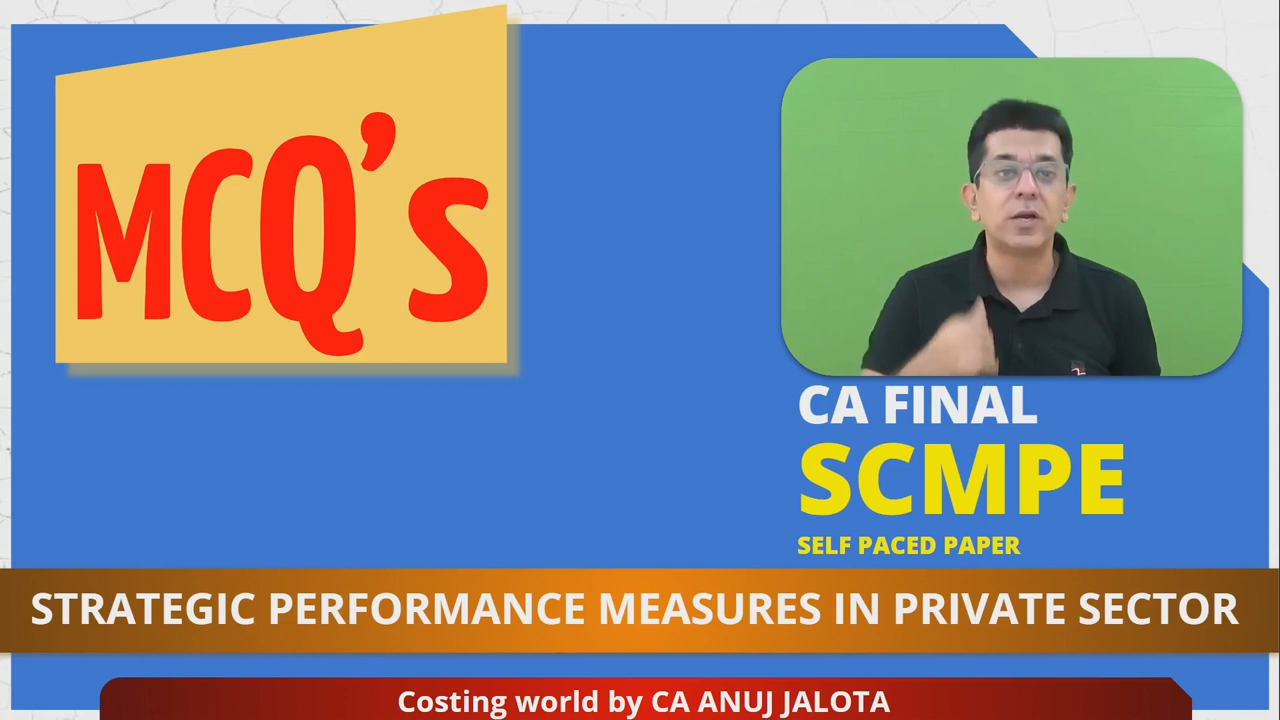 MCQ's
CA FINAL
SCMPE
SELF PACED PAPER
STRATEGIC PERFORMANCE MEASURES IN PRIVATE SECTOR
Costing world by CA ANUJ JALOTA